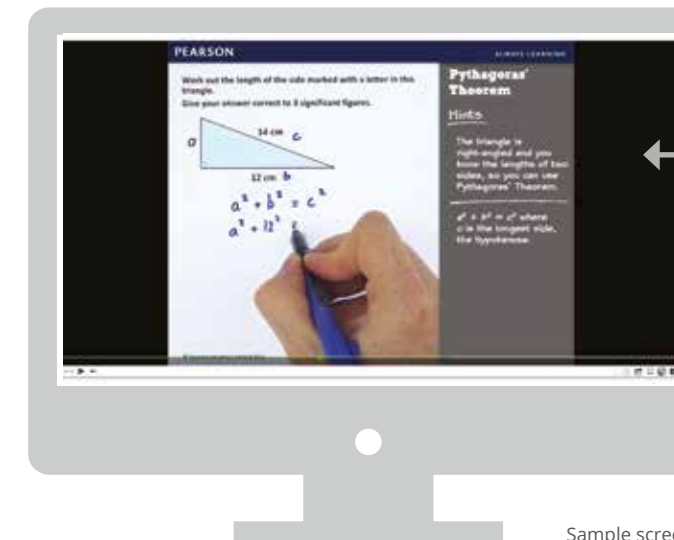 PEARSON
ALWAYS LEARNING
Work out the length of the side marked with a letter in this
triangle.
Give your answer correct to 3 significant figures.
a
14 cm c
12 cm b
a² + b² = c²
a² + 12²
Pythagoras'
Theorem
Hints
The triangle is
right-angled and you
know the lengths of two
sides, so you can use
Pythagoras' Theorem.
a² + b² = c² where
c is the longest side,
the hypotenuse.
Sample scree